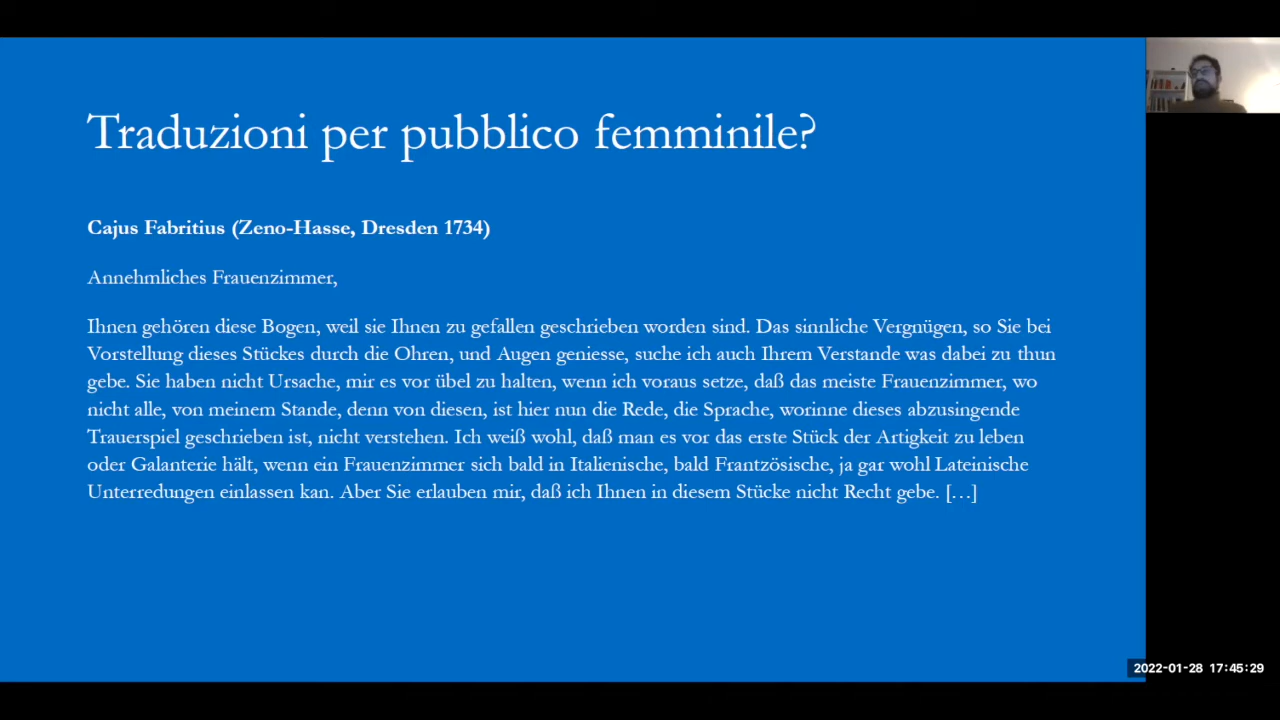 Traduzioni per pubblico femminile?
Cajus Fabritius (Zeno-Hasse, Dresden 1734)
Annehmliches Frauenzimmer,
Ihnen gehören diese Bogen, weil sie Ihnen zu gefallen geschrieben worden sind. Das sinnliche Vergnügen, so Sie bei
Vorstellung dieses Stückes durch die Ohren, und Augen geniesse, suche ich auch Ihrem Verstande was dabei zu thun
gebe. Sie haben nicht Ursache, mir es vor übel zu halten, wenn ich voraus setze, daß das meiste Frauenzimmer, wo
nicht alle, von meinem Stande, denn von diesen, ist hier nun die Rede, die Sprache, worinne dieses abzusingende
Trauerspiel geschrieben ist, nicht verstehen. Ich weiß wohl, daß man es vor das erste Stück der Artigkeit zu leben
oder Galanterie hält, wenn ein Frauenzimmer sich bald in Italienische, bald Frantzösische, ja gar wohl Lateinische
Unterredungen einlassen kan. Aber Sie erlauben mir, daß ich Ihnen in diesem Stücke nicht Recht gebe. […]
2022-01-28 17:45:29